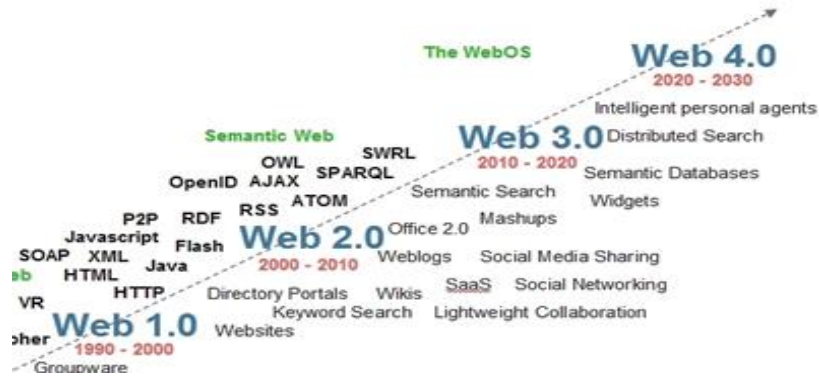 The WebOS
Web 4.0
2020 - 2030
Intelligent personal agents
Semantic Web
Web 3.0
Distributed Search
2010 - 2020
SWRL
OWL
SPARQL
OpenID
AJAX
Semantic Databases
Semantic Search
Widgets
ATOM
RSS
P2P
RDF
Mashups
Javascript
Flash
Web 2.0
Office 2.0
SOAP
XML
Java
2000 - 2010
Weblogs
Social Media Sharing
HTML
SaaS
Social Networking
HTTP
Directory Portals
Wikis
VR
Keyword Search
Lightweight Collaboration
Web 1.0
Websites
1990 - 2000
Groupware